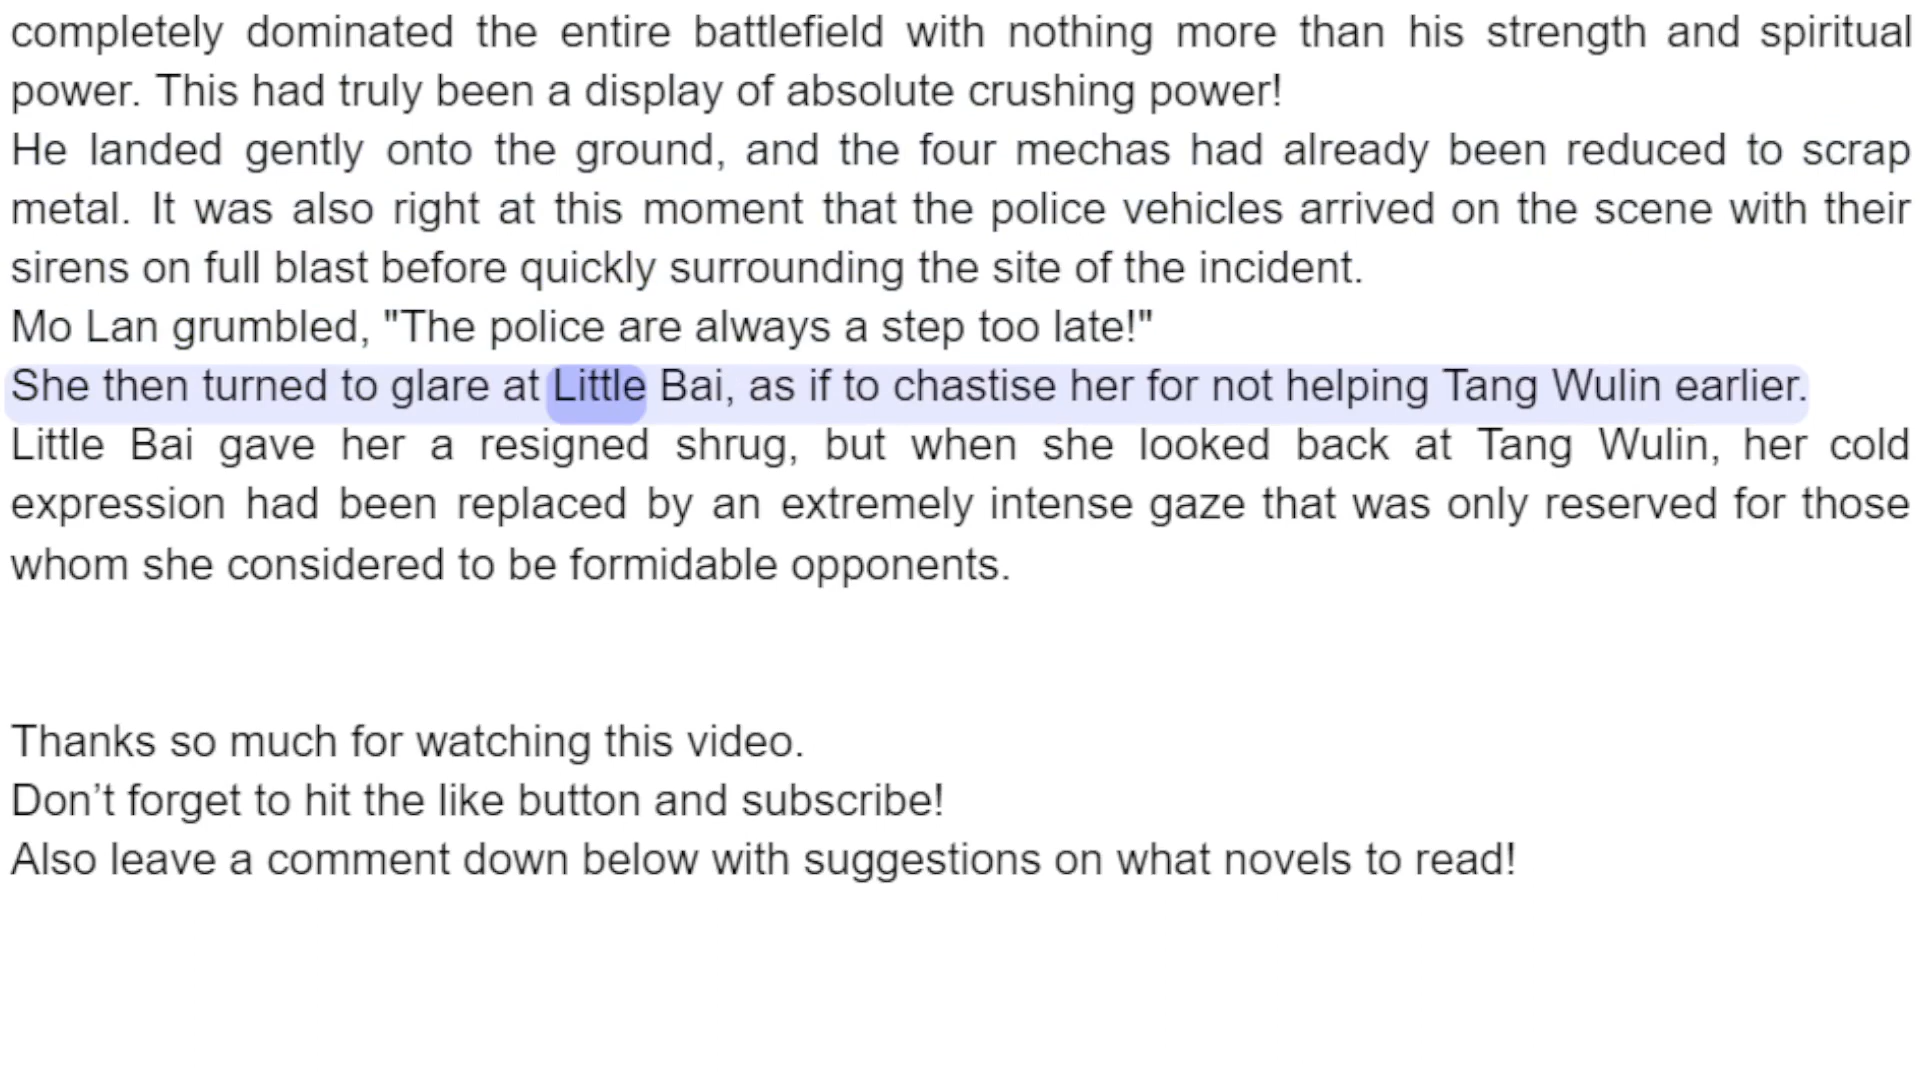 completely dominated the entire battlefield with nothing more than his strength and spiritual
power. This had truly been a display of absolute crushing power!
He landed gently onto the ground, and the four mechas had already been reduced to scrap
metal. It was also right at this moment that the police vehicles arrived on the scene with their
sirens on full blast before quickly surrounding the site of the incident.
Mo Lan grumbled, "The police are always a step too late!"
She then turned to glare at Little Bai, as if to chastise her for not helping Tang Wulin earlier.
Little Bai gave her a resigned shrug, but when she looked back at Tang Wulin, her cold
expression had been replaced by an extremely intense gaze that was only reserved for those
whom she considered to be formidable opponents.
Thanks so much for watching this video.
Don’t forget to hit the like button and subscribe!
Also leave a comment down below with suggestions on what novels to read!